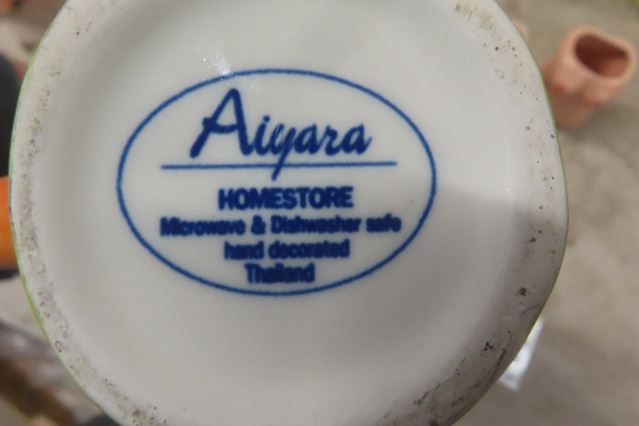 Aiyara
HOMESTORE
Microwave & Dishwasher safe
hand decorated
Thailand